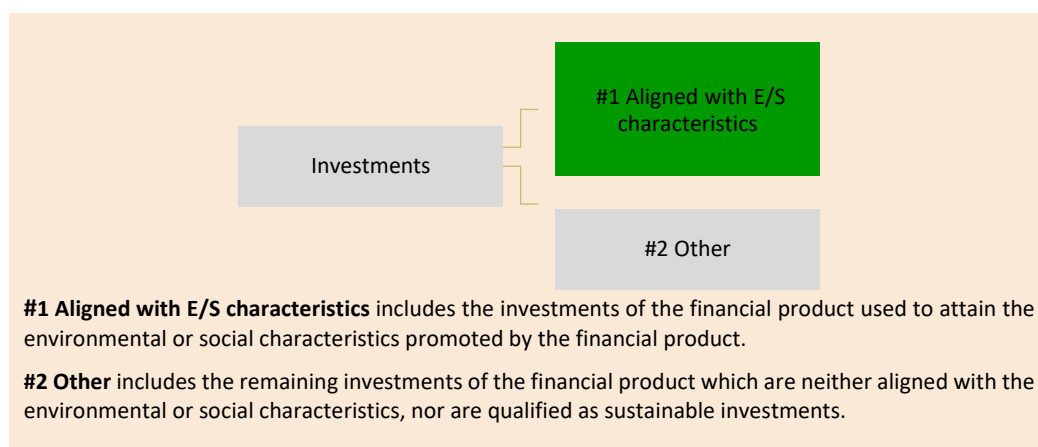 #1 Aligned with E/S
characteristics
Investments
#2 Other
#1 Aligned with E/S characteristics includes the investments of the financial product used to attain the
environmental or social characteristics promoted by the financial product.
#2 Other includes the remaining investments of the financial product which are neither aligned with the
environmental or social characteristics, nor are qualified as sustainable investments.